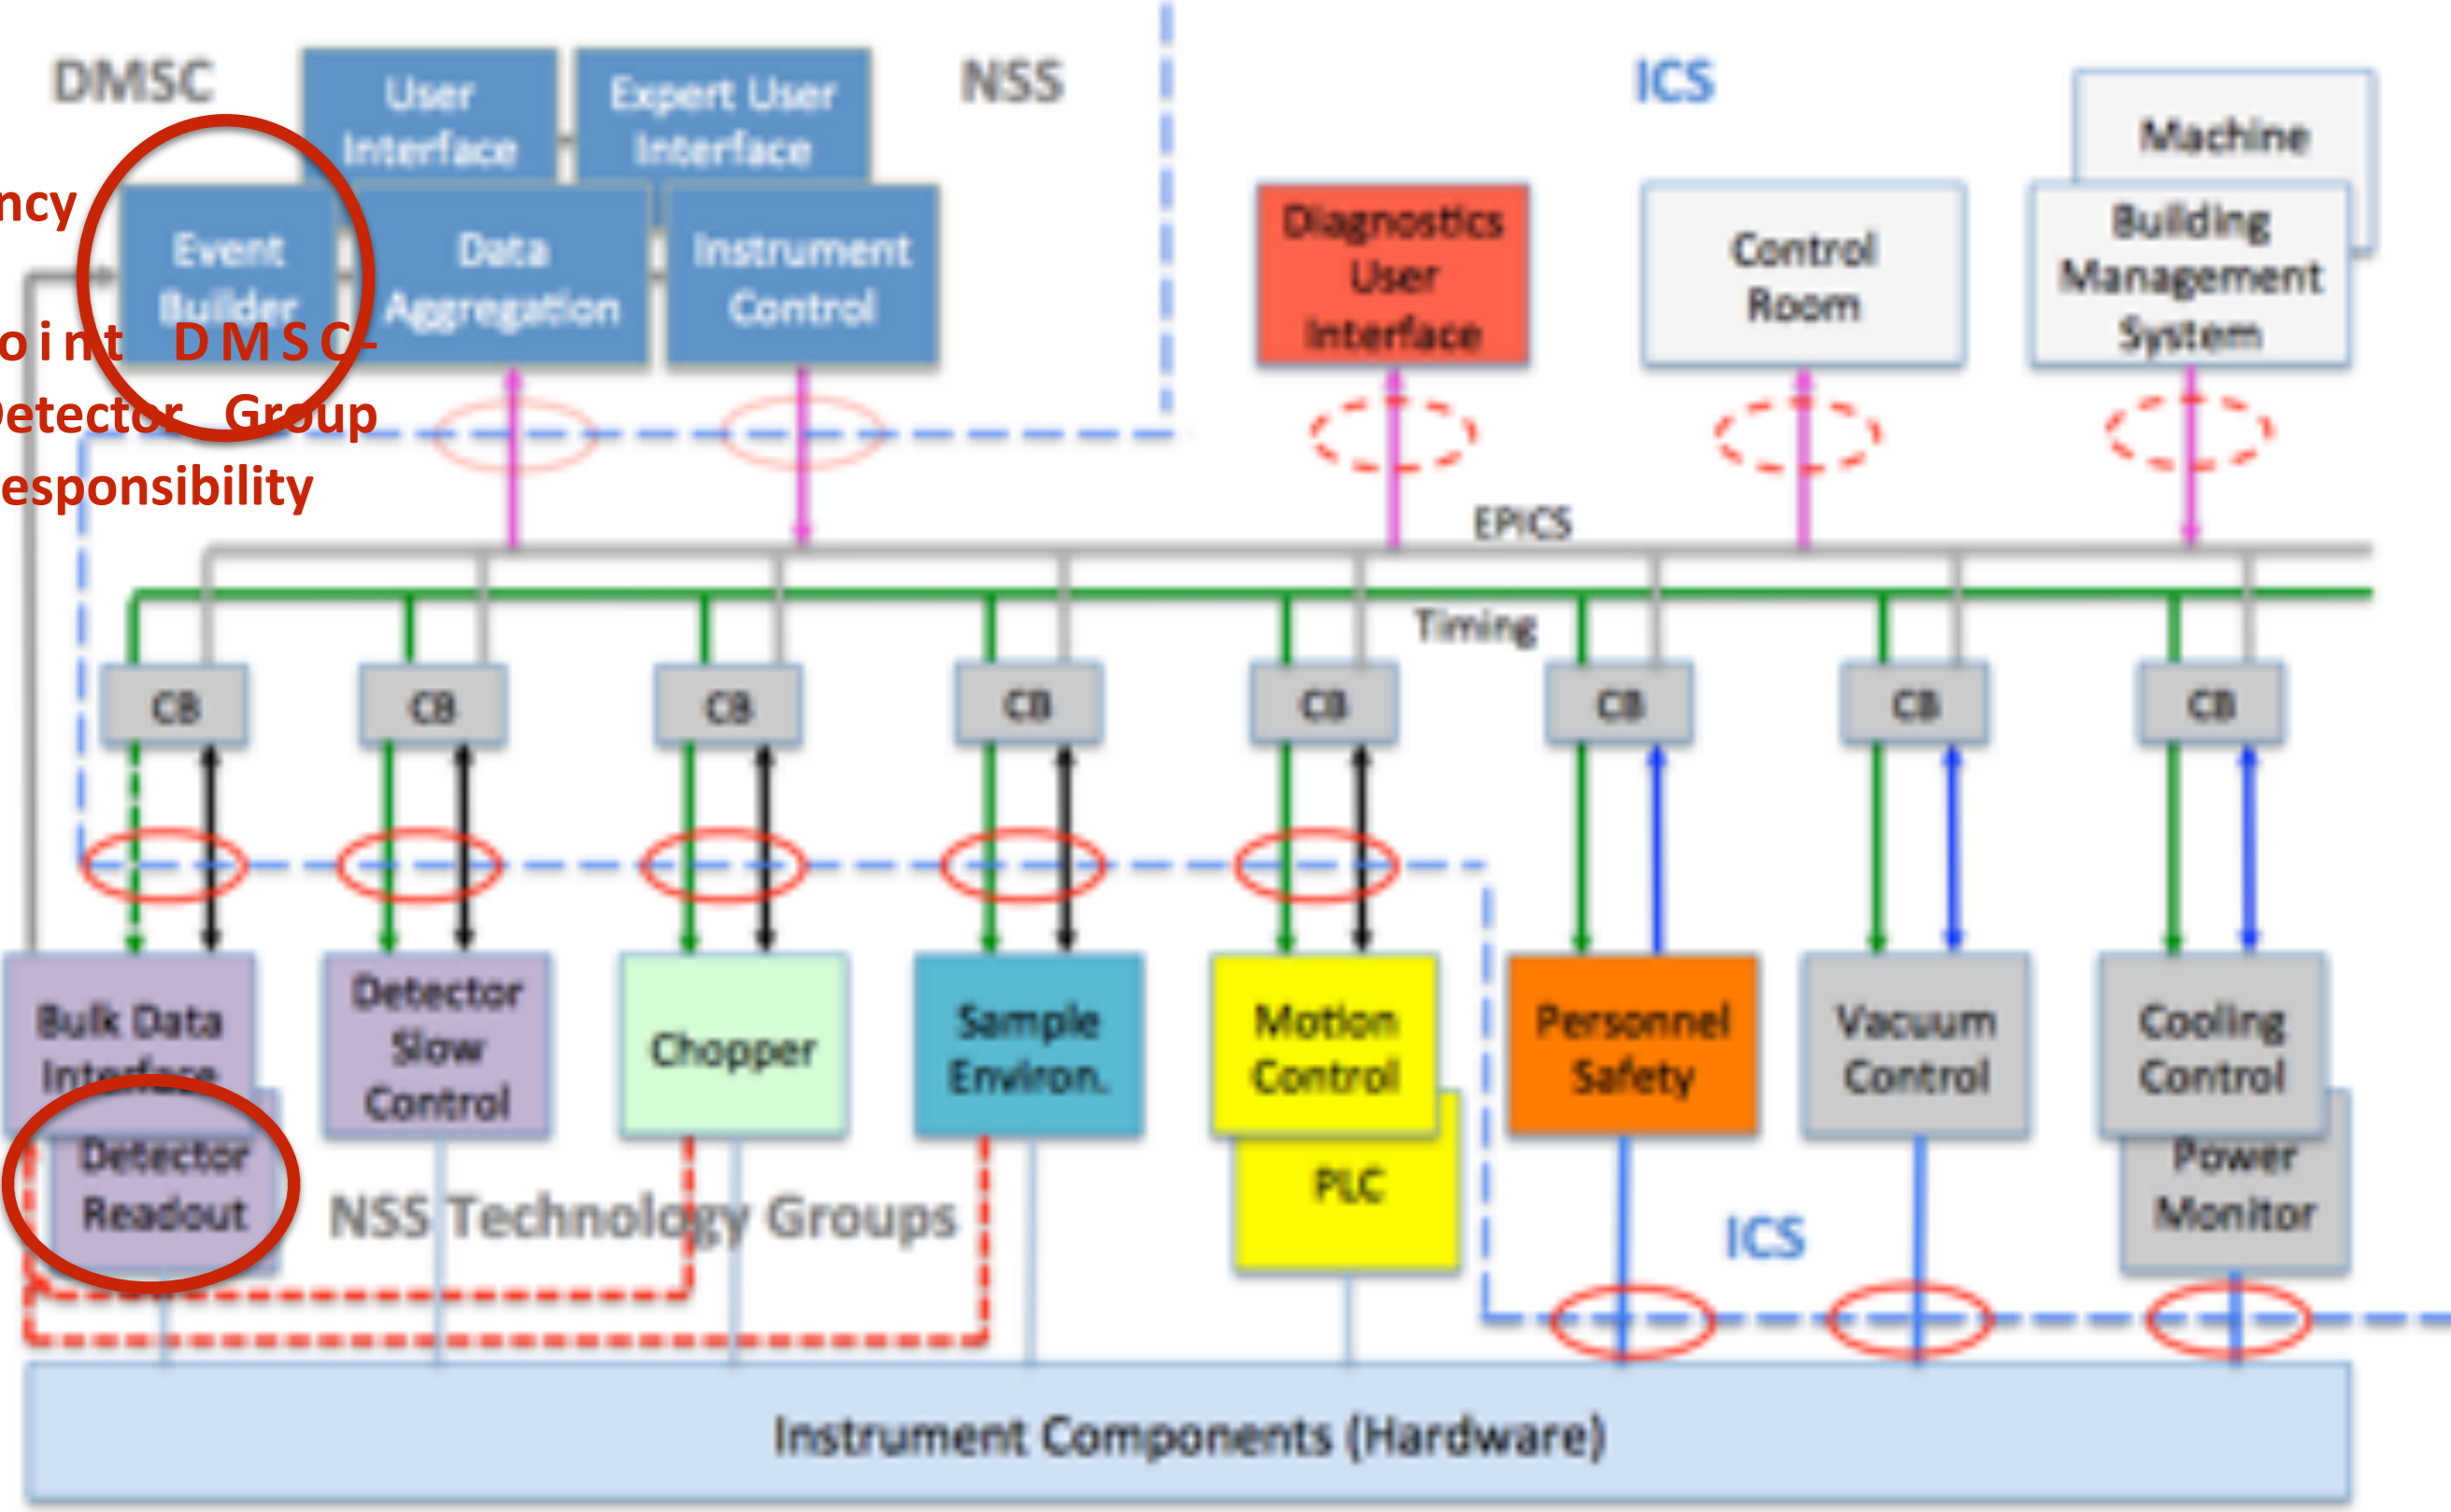 DMSC
User
Interface
Expert User
Interface
NSS
ICS
Machine
ncy
Event
Builder
Data
Aggregation
Instrument
Control
Diagnostics
User
Interface
Control
Room
Building
Management
System
oint DMSC-
Detector Group
esponsibility
EPICS
Timing
CB
CB
CB
CB
CB
CB
CB
CB
Bulk Data
Interface
Detector
Slow
Control
Chopper
Sample
Environ.
Motion
Control
Personnel
Safety
Vacuum
Control
Cooling
Control
Detector
Readout
NSS Technology Groups
PLC
ICS
Power
Monitor
Instrument Components (Hardware)